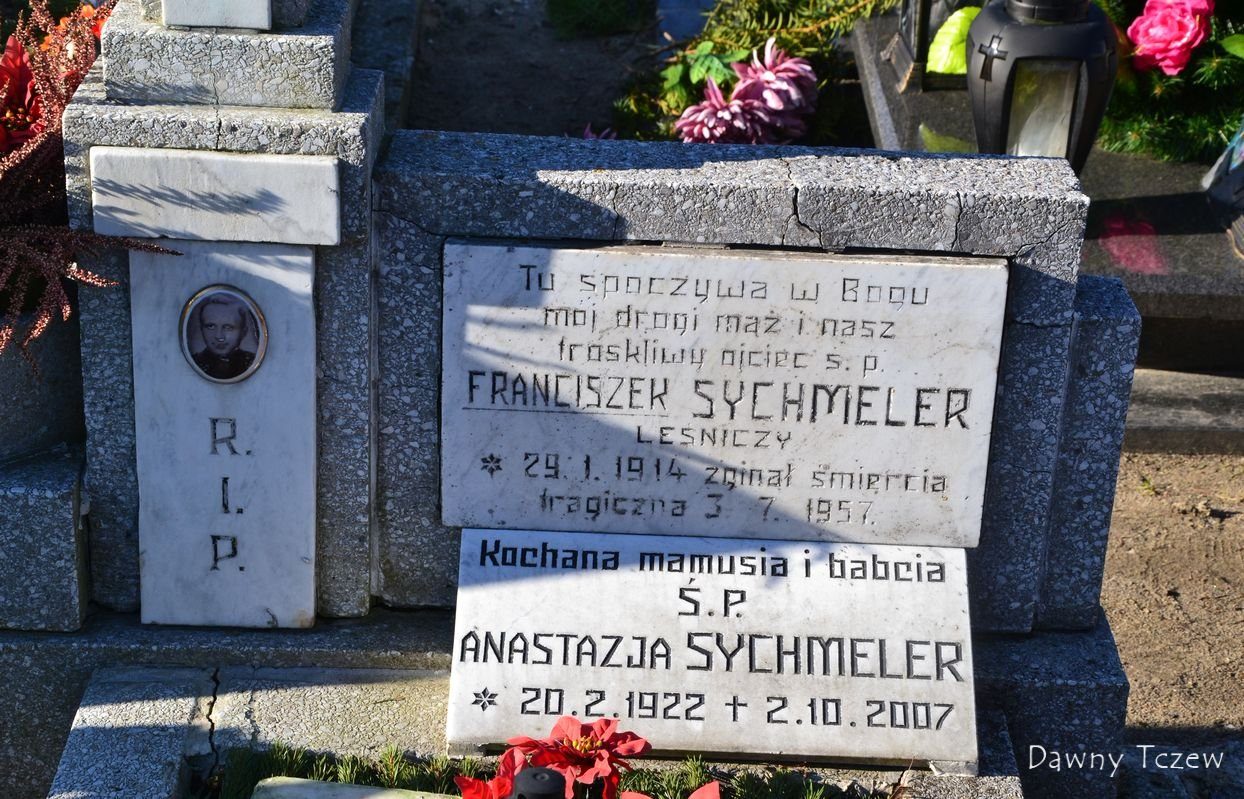 R.
I.
P.
Tu spoczywa w Bogu
mój drogi mąż i nasz
troskliwy ojciec ś. p.
FRANCISZEK SYCHMELER
LEŚNICZY
* 29. 1. 1914 zginął śmiercią
tragiczną 3. 7. 1957.
Kochana mamusia i babcia
Ś.P.
ANASTAZJA SYCHMELER
* 20.2.1922 + 2.10.2007
Dawny Tczew